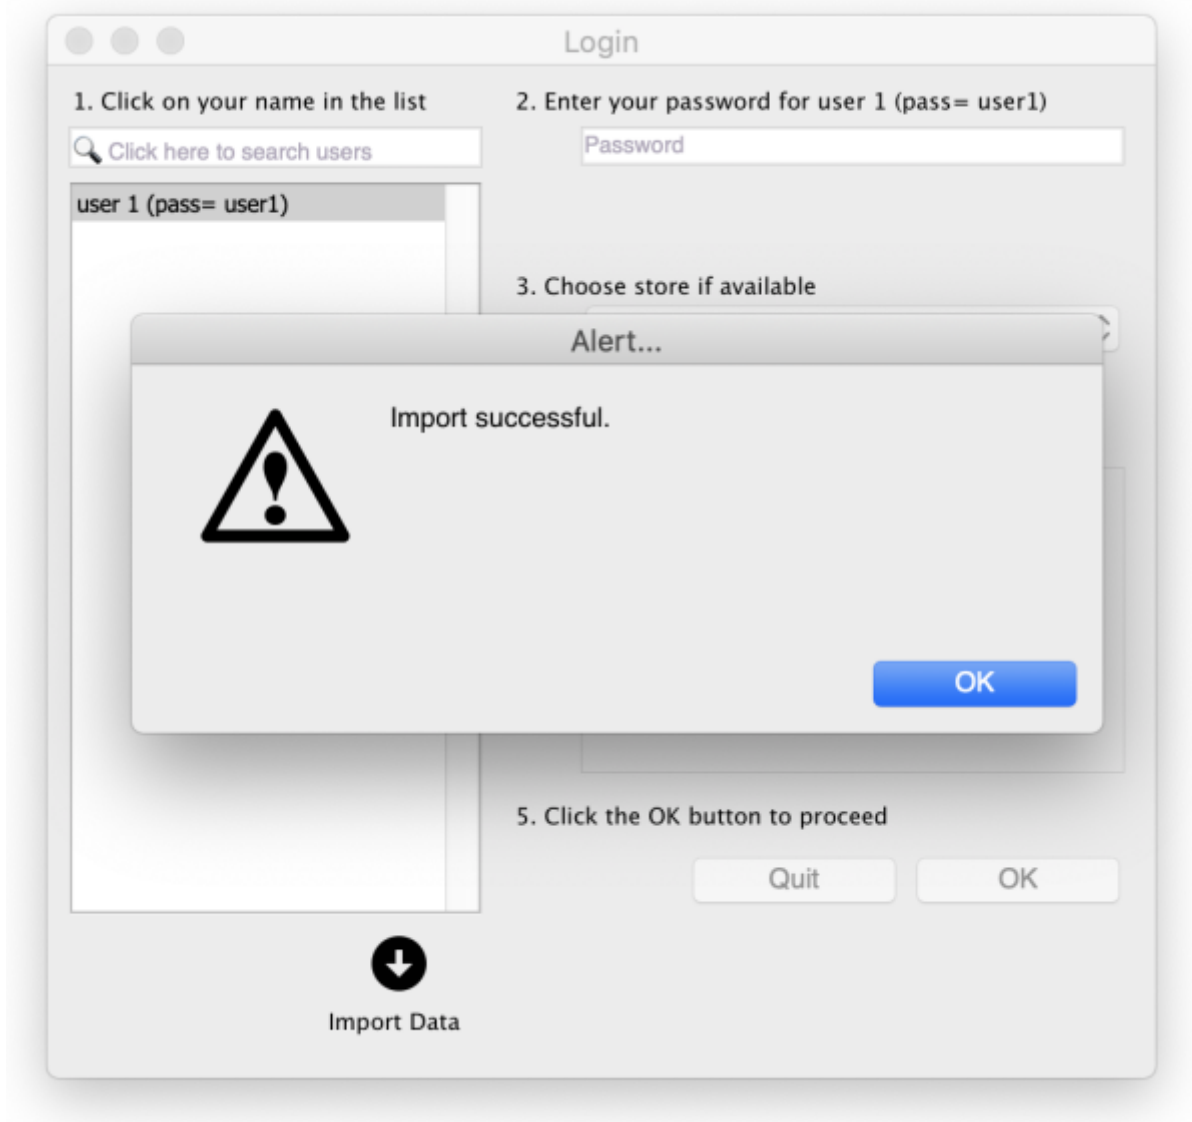 Login
1. Click on your name in the list
Click here to search users
user 1 (pass= user1)
2. Enter your password for user 1 (pass= user1)
Password
3. Choose store if available
Alert...
Import successful.
OK
5. Click the OK button to proceed
Quit
OK
Import Data